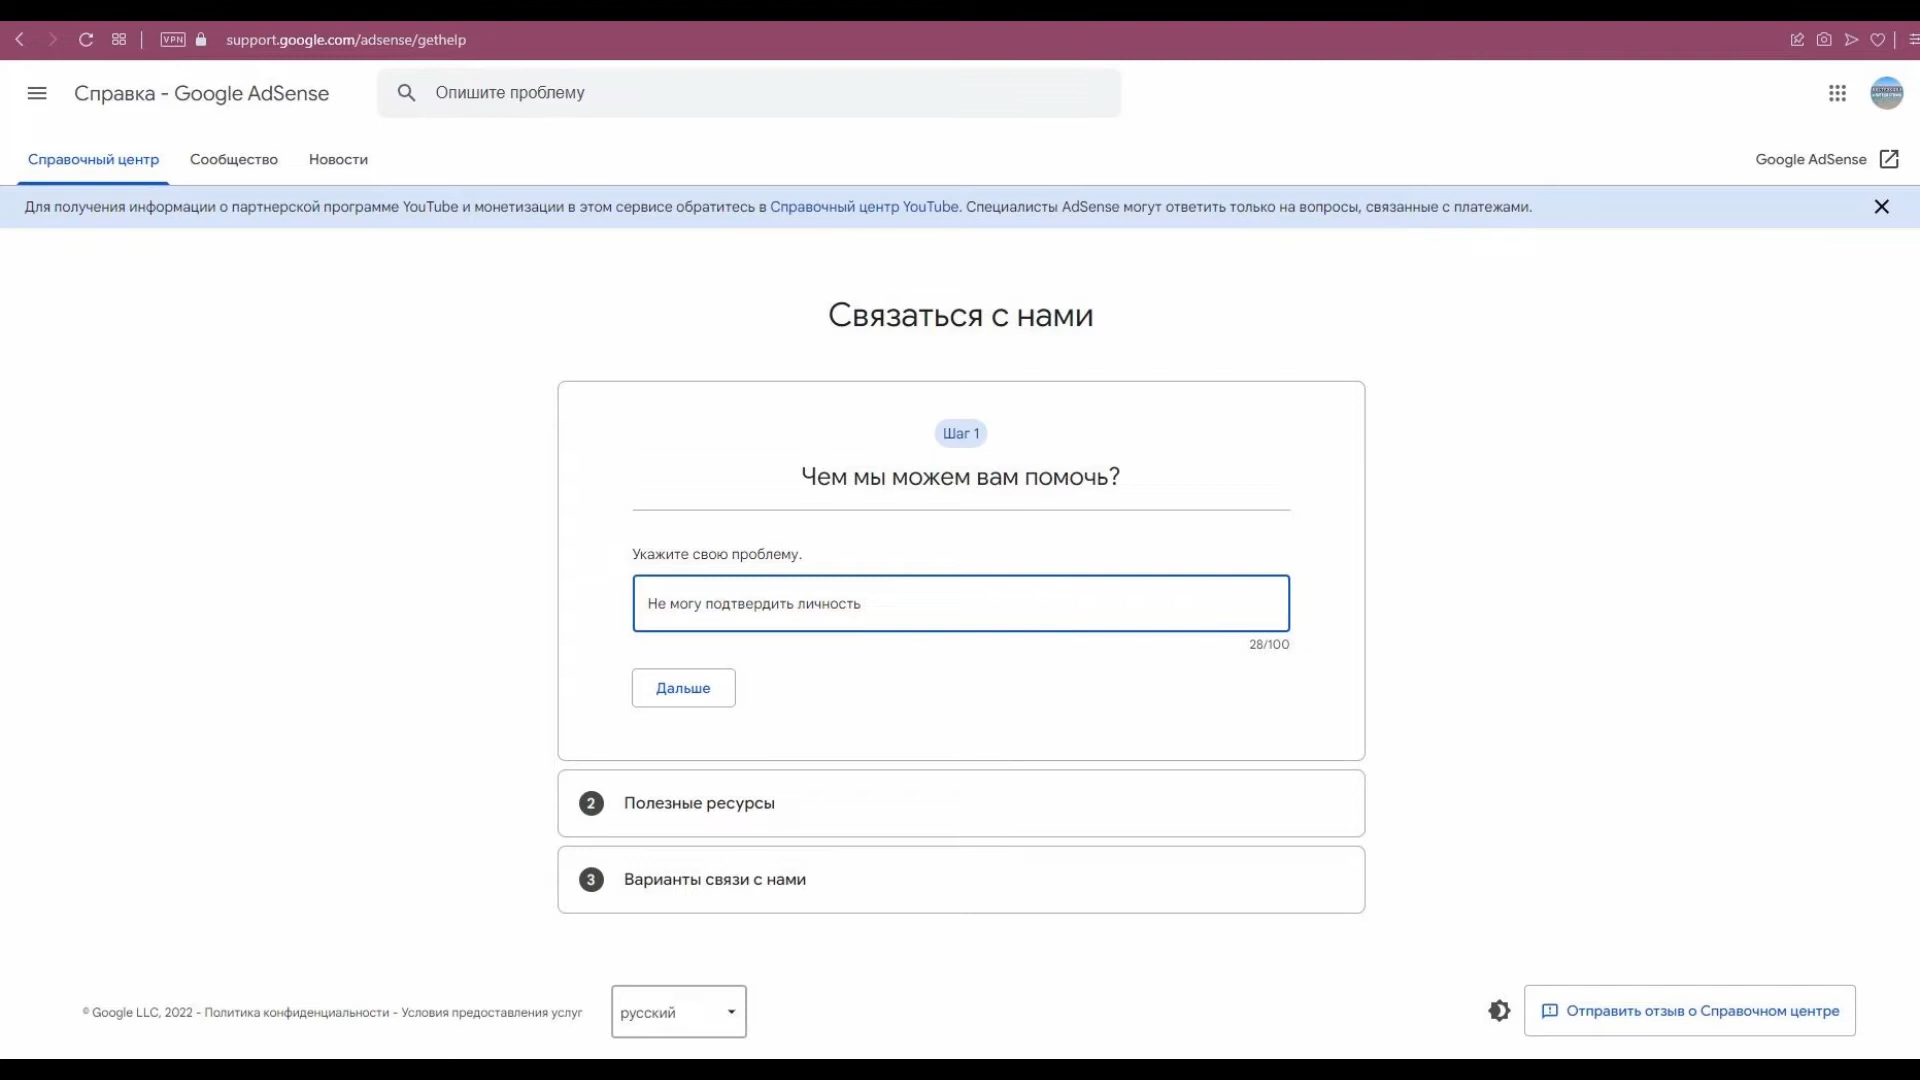 VPN support.google.com/adsense/gethelp
Справка - Google AdSense
Опишите проблему
Справочный центр
Сообщество
Новости
Google AdSense
Для получения информации о партнерской программе YouTube и монетизации в этом сервисе обратитесь в Справочный центр YouTube. Специалисты AdSense могут ответить только на вопросы, связанные с платежами.
Связаться с нами
Шаг 1
Чем мы можем вам помочь?
Укажите свою проблему.
Не могу подтвердить личность
28/100
Дальше
2 Полезные ресурсы
3 Варианты связи с нами
© Google LLC, 2022 - Политика конфиденциальности - Условия предоставления услуг
русский
Отправить отзыв о Справочном центре